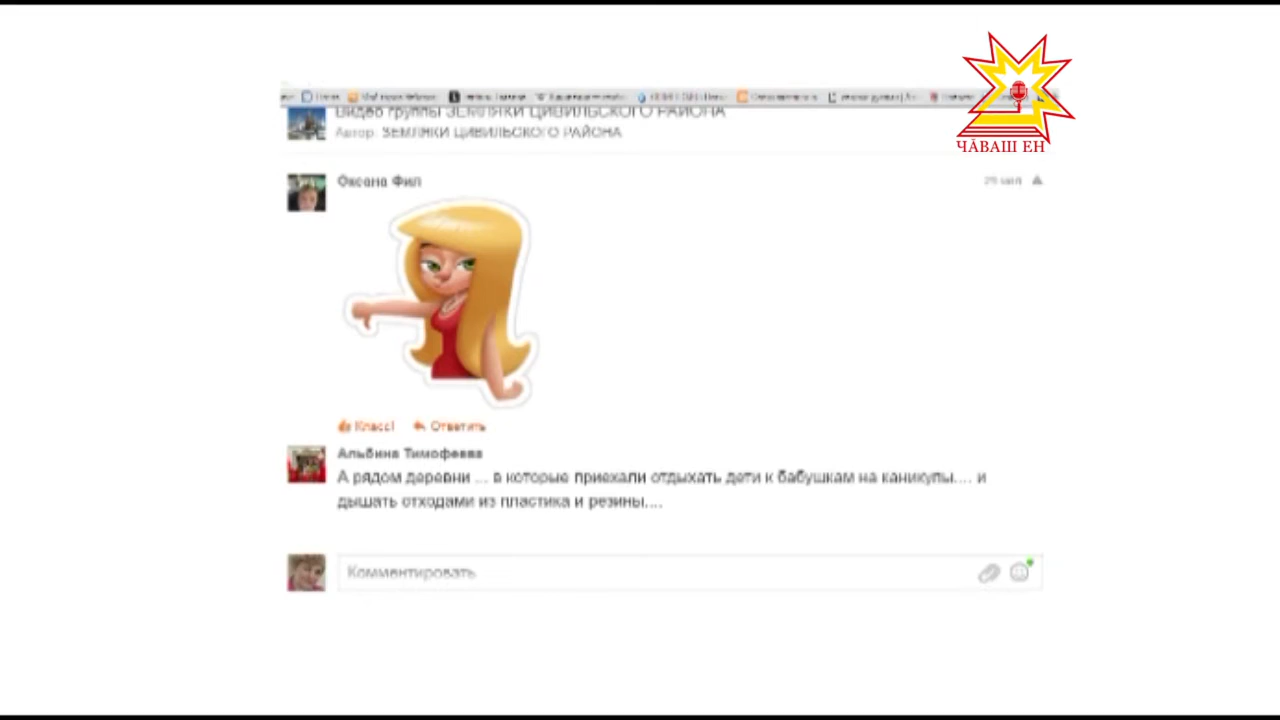 ЧӐВАШ ЕН
Видео группы ЗЕМЛЯКИ ЦИВИЛЬСКОГО РАЙОНА
Автор: ЗЕМЛЯКИ ЦИВИЛЬСКОГО РАЙОНА
Оксана Фил
Класс!
Ответить
Альбина Тимофеева
А рядом деревни ... в которые приехали отдыхать дети к бабушкам на каникулы.... и
дышать отходами из пластика и резины....
Комментировать